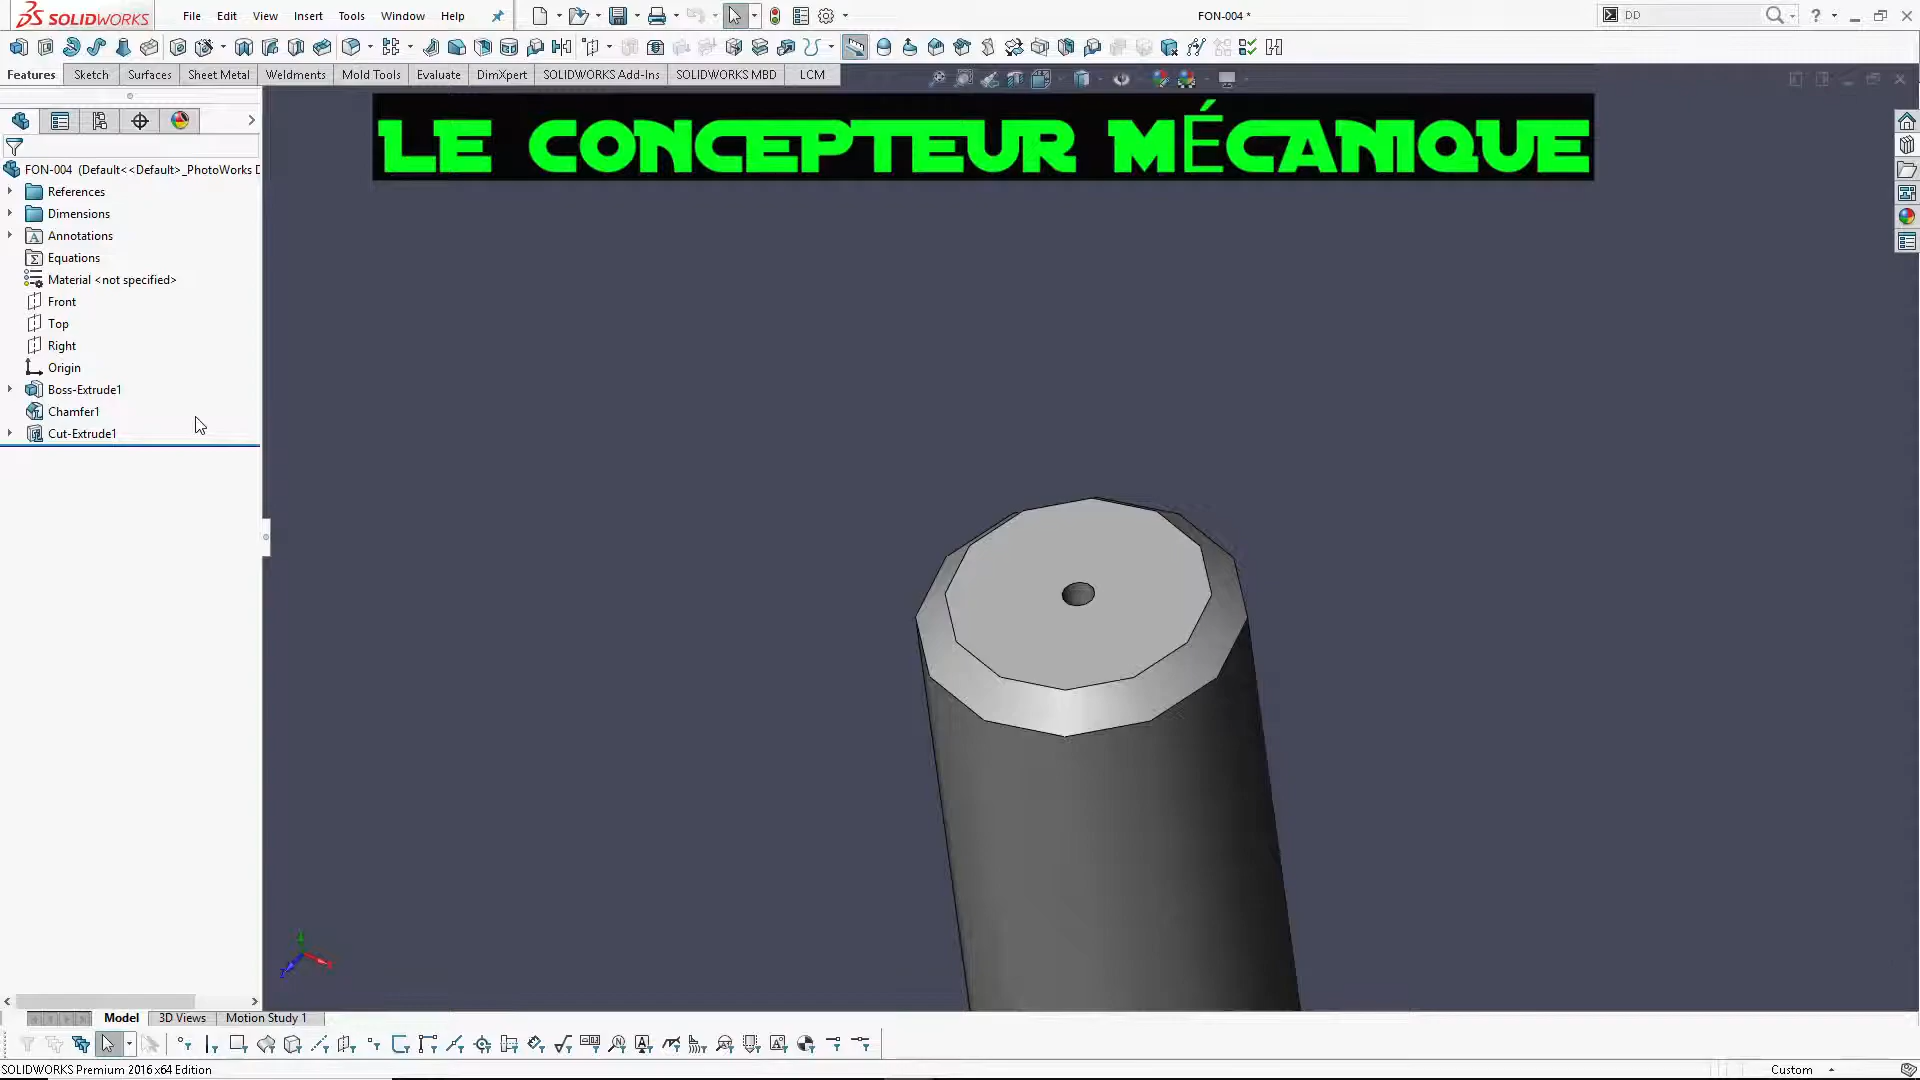 SOLIDWORKS File Edit View Insert Tools Window Help FON-004 * DD
Features Sketch Surfaces Sheet Metal Weldments Mold Tools Evaluate DimXpert SOLIDWORKS Add-Ins SOLIDWORKS MBD LCM
LE CONCEPTEUR MÉCANIQUE
FON-004 (Default<<Default>_PhotoWorks D
References
Dimensions
Annotations
Equations
Material <not specified>
Front
Top
Right
Origin
Boss-Extrude1
Chamfer1
Cut-Extrude1
Model 3D Views Motion Study 1
SOLIDWORKS Premium 2016 x64 Edition Custom